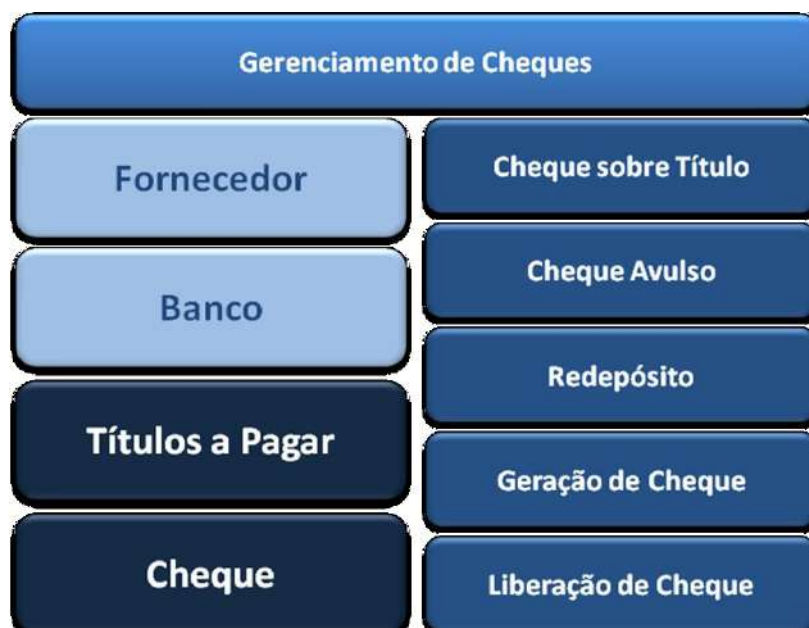 Gerenciamento de Cheques
Fornecedor
Banco
Títulos a Pagar
Cheque
Cheque sobre Título
Cheque Avulso
Redepósito
Geração de Cheque
Liberação de Cheque